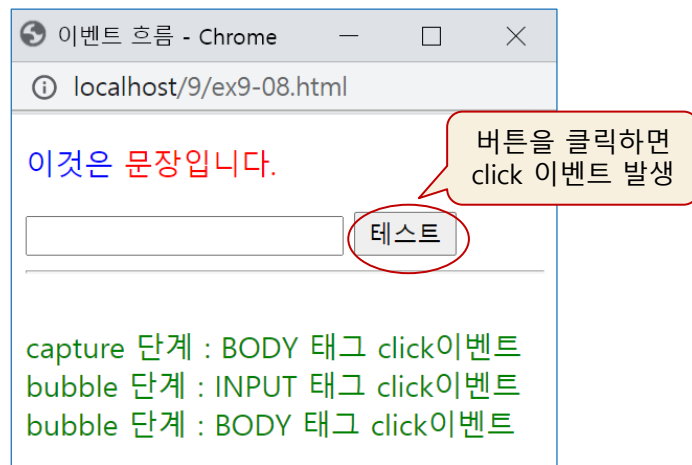 이벤트 흐름 - Chrome
localhost/9/ex9-08.html
버튼을 클릭하면
click 이벤트 발생
이것은 문장입니다.
테스트
capture 단계 : BODY 태그 click이벤트
bubble 단계 : INPUT 태그 click이벤트
bubble 단계 : BODY 태그 click이벤트